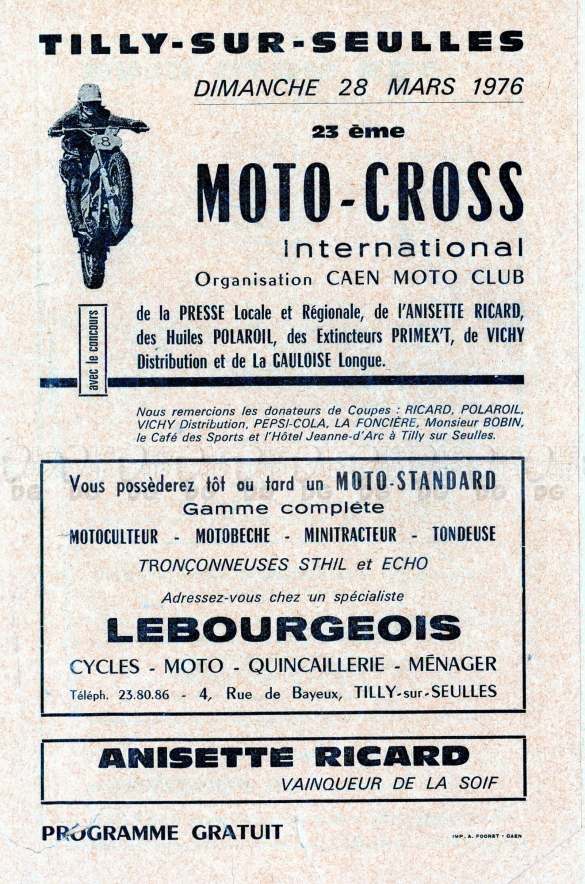 TILLY-SUR-SEULLES
DIMANCHE 28 MARS 1976
8
23 ème
MOTO-CROSS
International
Organisation CAEN MOTO CLUB
avec le concours
de la PRESSE Locale et Régionale, de l'ANISETTE RICARD,
des Huiles POLAROIL, des Extincteurs PRIMEX'T, de VICHY
Distribution et de La GAULOISE Longue.
Nous remercions les donateurs de Coupes : RICARD, POLAROIL,
VICHY Distribution, PEPSI-COLA, LA FONCIÈRE, Monsieur BOBIN,
le Café des Sports et l'Hôtel Jeanne-d'Arc à Tilly sur Seulles.
Vous possèderez tôt ou tard un MOTO-STANDARD
Gamme complète
MOTOCULTEUR - MOTOBECHE - MINITRACTEUR - TONDEUSE
TRONÇONNEUSES STHIL et ECHO
Adressez-vous chez un spécialiste
LEBOURGEOIS
CYCLES - MOTO - QUINCAILLERIE - MÉNAGER
Téléph. 23.80.86 - 4, Rue de Bayeux, TILLY-sur-SEULLES
ANISETTE RICARD
VAINQUEUR DE LA SOIF
PROGRAMME GRATUIT
IMP. A. POORET - CAEN